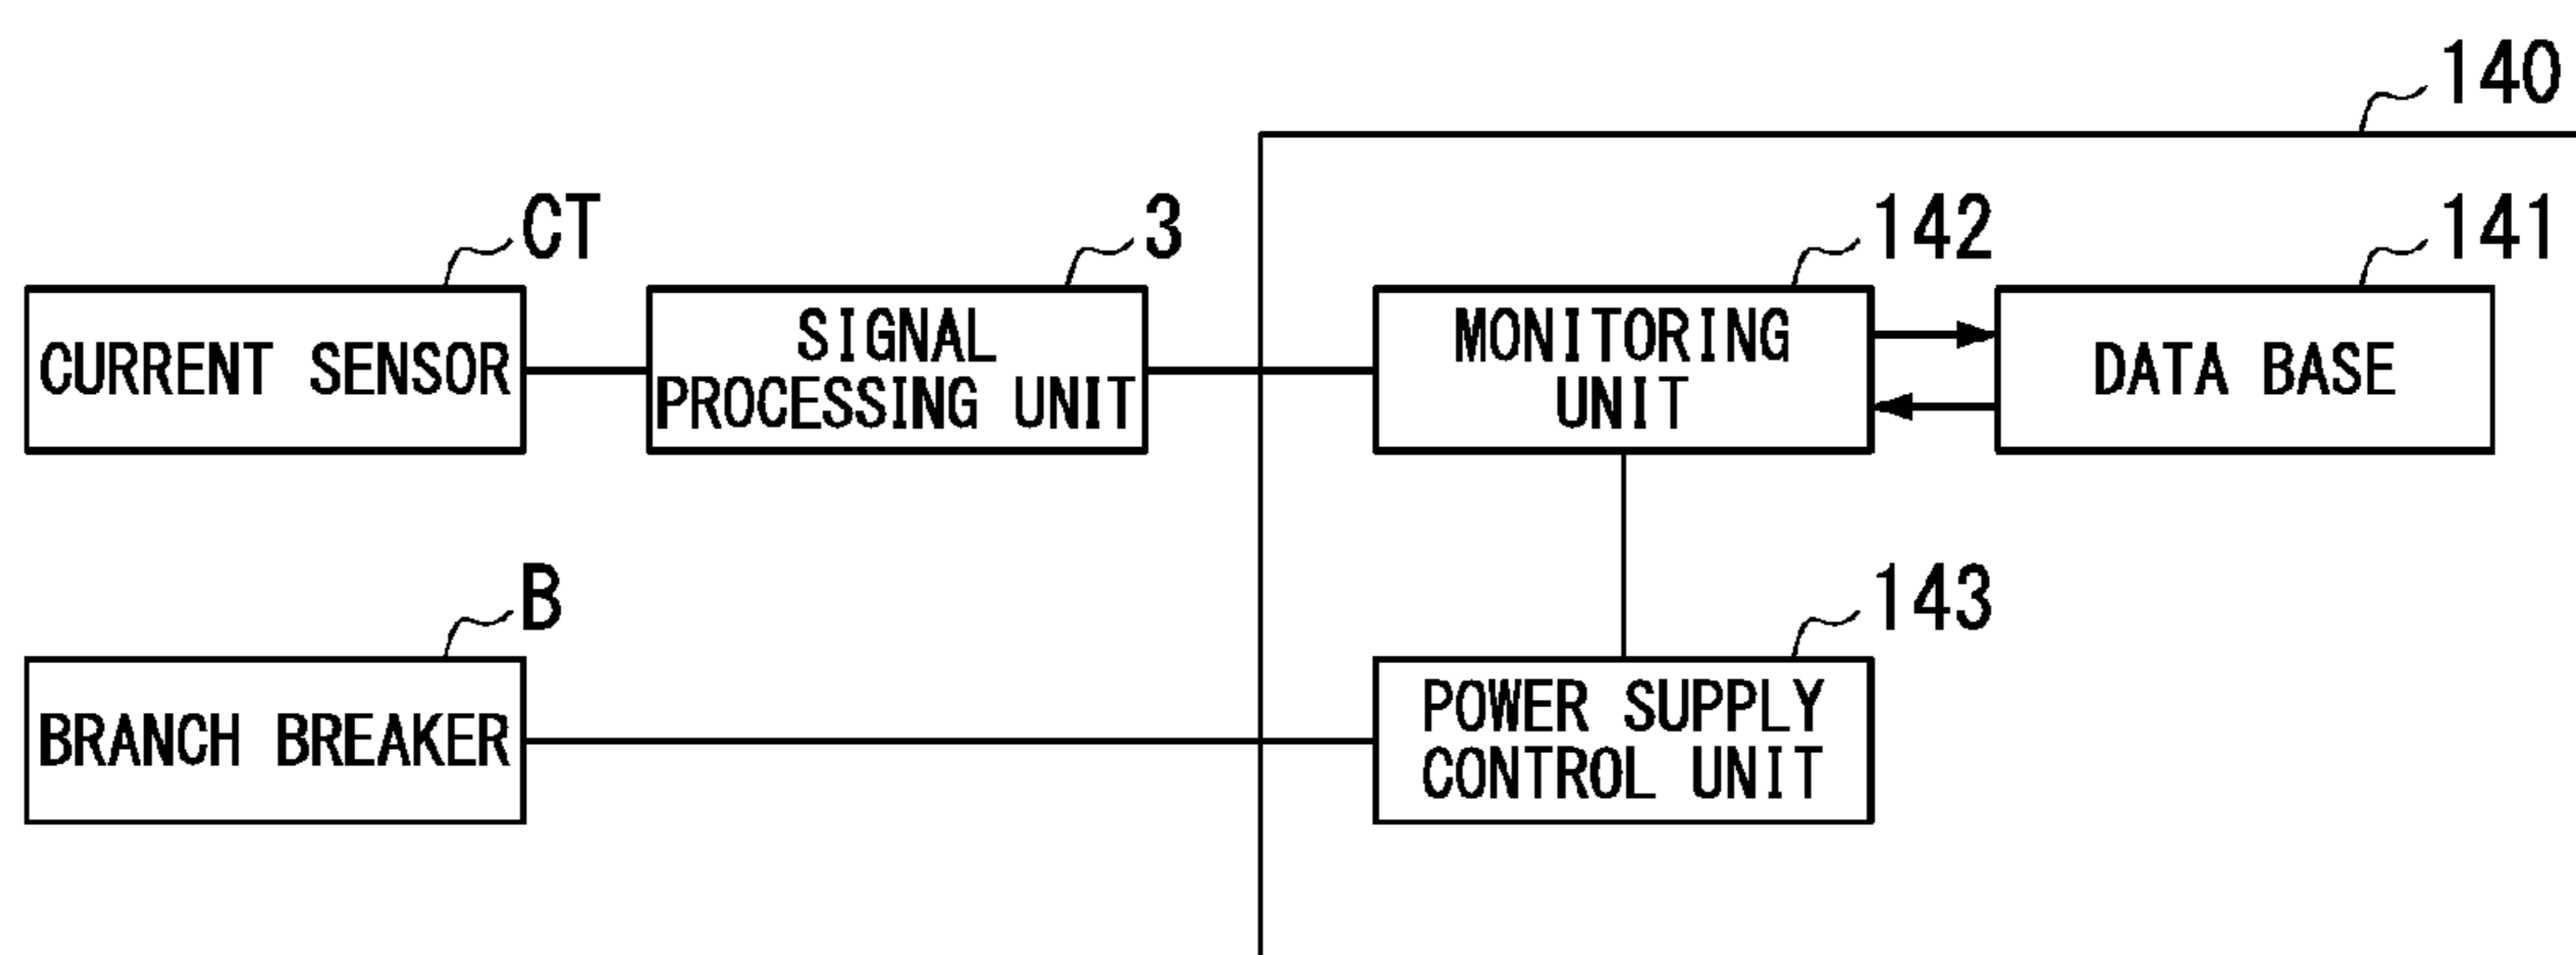 140
CT
3
142
141
CURRENT SENSOR
SIGNAL
PROCESSING UNIT
MONITORING
UNIT
DATA BASE
B
143
BRANCH BREAKER
POWER SUPPLY
CONTROL UNIT